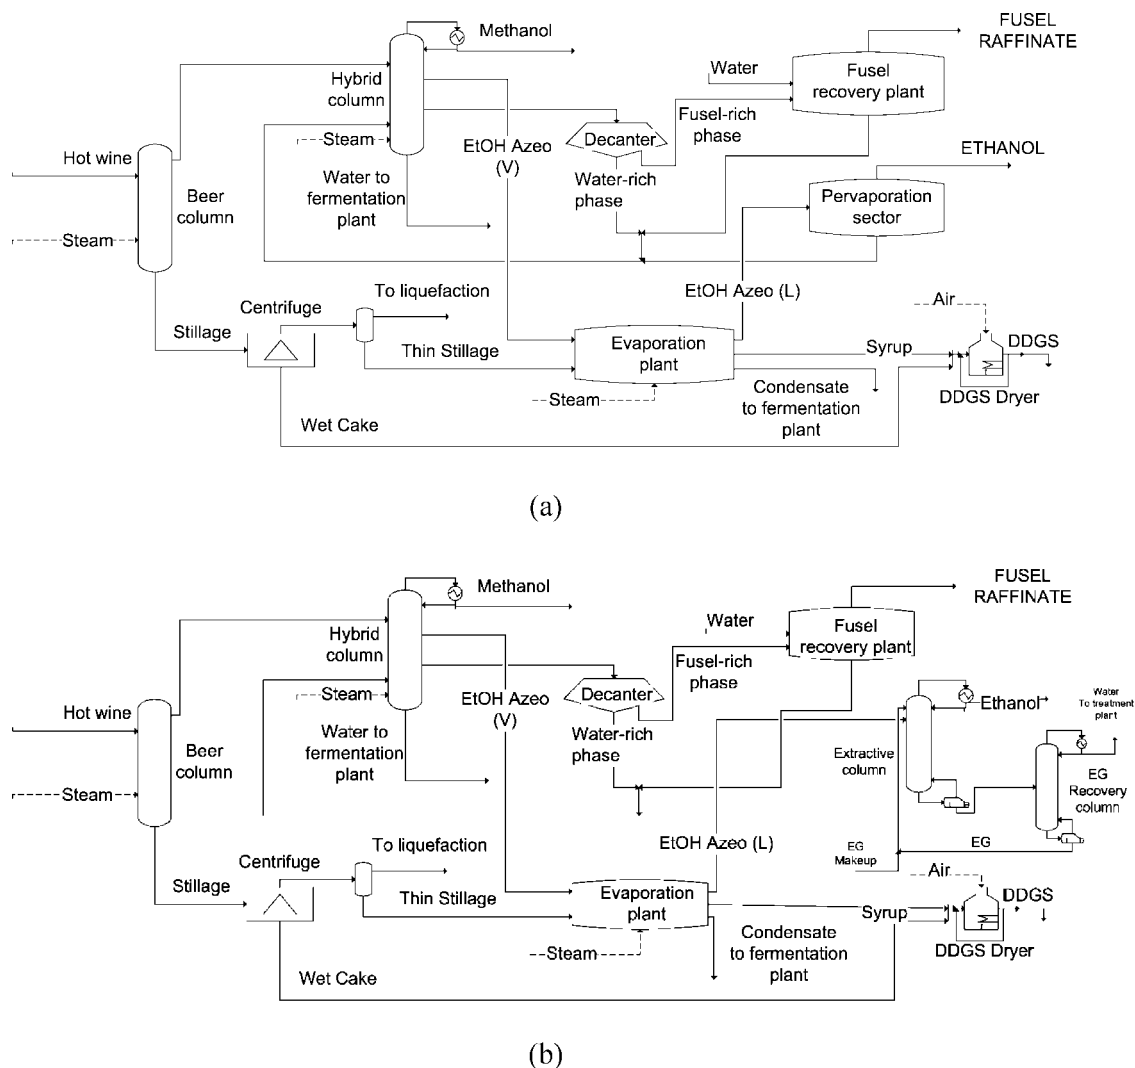 FUSEL
RAFFINATE
Methanol
Water
Fusel
recovery plant
Hybrid
column
Fusel-rich
phase
Steam
Decanter
EtOH Azeo
(V)
ETHANOL
Hot wine
Water to
fermentation
plant
Water-rich
phase
Beer
column
Pervaporation
sector
Steam
EtOH Azeo (L)
To liquefaction
Centrifuge
Air
Stillage
Thin Stillage
Evaporation
plant
Syrup
DDGS
Steam
Condensate
to fermentation
plant
DDGS Dryer
Wet Cake
(a)
FUSEL
RAFFINATE
Methanol
Water
Fusel
recovery plant
Hybrid
column
Fusel-rich
phase
Steam
Decanter
EtOH Azeo
(V)
Ethanol
Water
To treatment
plant
Hot wine
Water to
fermentation
plant
Water-rich
phase
Beer
column
Extractive
column
EG
Recovery
column
Steam
EtOH Azeo (L)
EG
Makeup
EG
To liquefaction
Centrifuge
Air
Stillage
Thin Stillage
Evaporation
plant
Syrup
DDGS
Steam
Condensate
to fermentation
plant
DDGS Dryer
Wet Cake
(b)